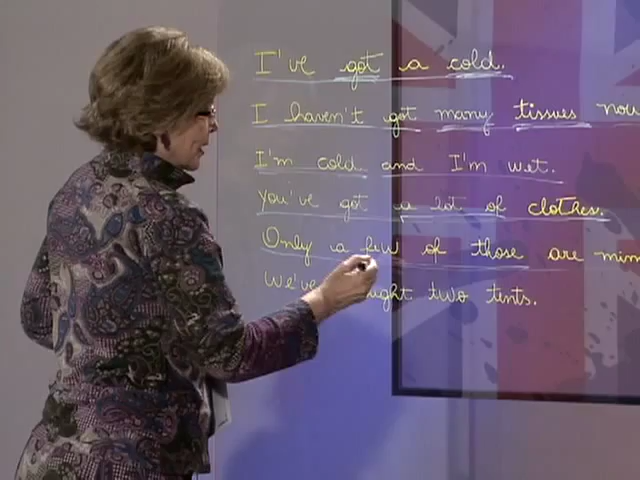 I've got a cold.
I haven't got many tissues now
I'm cold and I'm wet.
You've got a lot of clothes.
Only a few of those are
We've two tents.